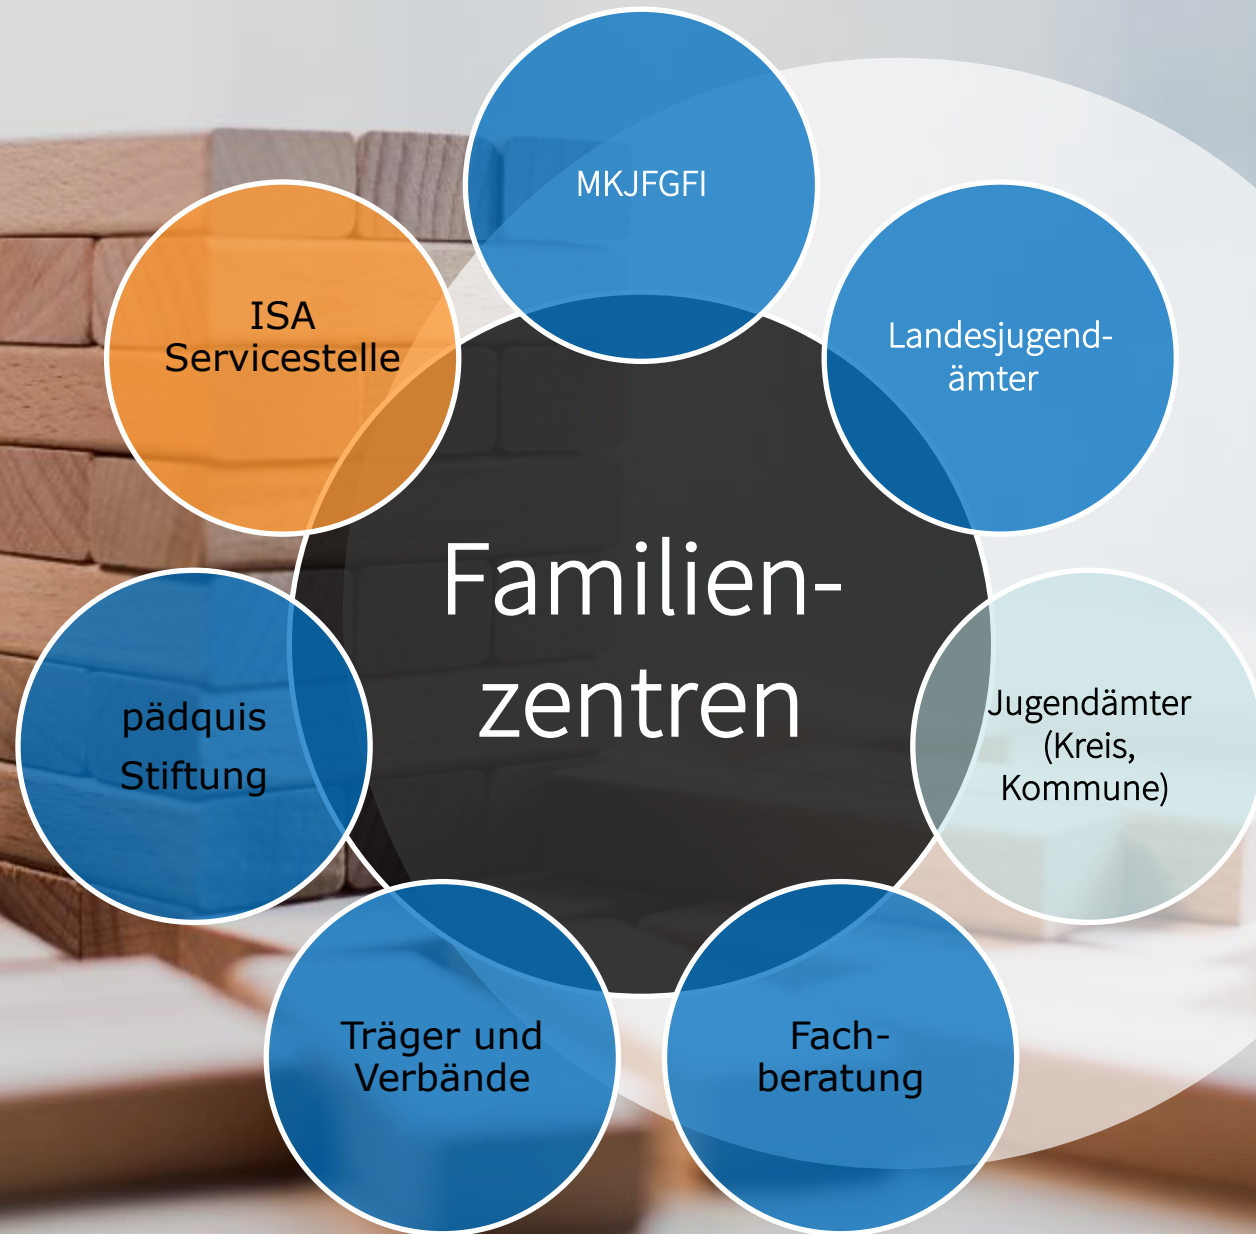 MKJFGFI
ISA
Servicestelle
Landesjugend-
ämter
Familien-
zentren
pädquis
Stiftung
Jugendämter
(Kreis,
Kommune)
Träger und
Verbände
Fach-
beratung